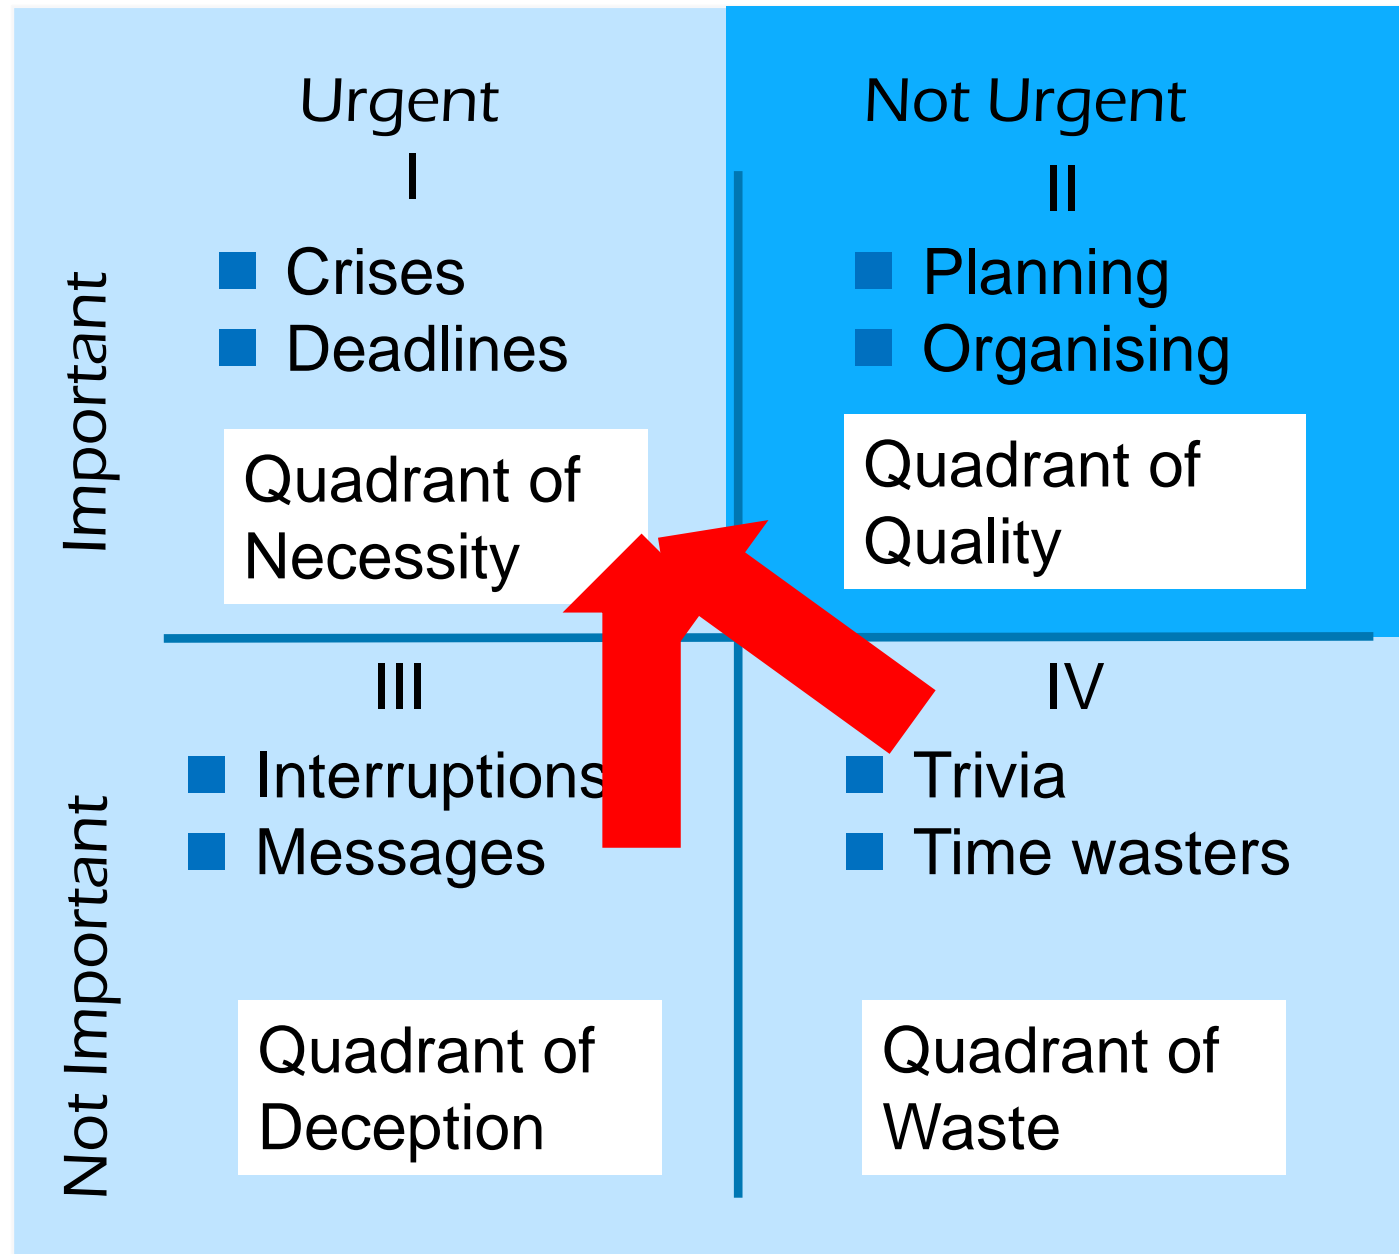 Urgent
Not Urgent
Important
I
Crises
Deadlines
Quadrant of
Necessity
II
Planning
Organising
Quadrant of
Quality
Not Important
III
Interruptions
Messages
Quadrant of
Deception
IV
Trivia
Time wasters
Quadrant of
Waste